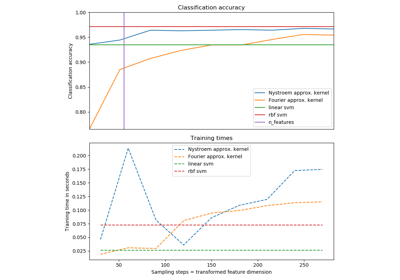 Classification accuracy
1.00
0.95
0.90
0.85
0.80
Classification accuracy
Nystroem approx. kernel
Fourier approx. kernel
linear svm
rbf svm
n_features
Training times
0.200
0.175
0.150
0.125
0.100
0.075
0.050
0.025
Training time in seconds
Nystroem approx. kernel
Fourier approx. kernel
linear svm
rbf svm
50 100 150 200 250 300
Sampling steps = transformed feature dimension